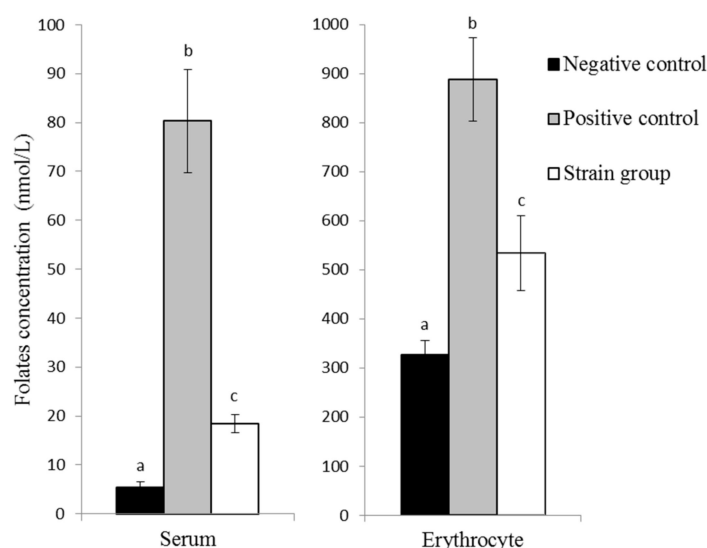 Folates concentration (nmol/L)
100
90
80
70
60
50
40
30
20
10
0
a
b
c
Serum
1000
900
800
700
600
500
400
300
200
100
0
a
b
c
Erythrocyte
Negative control
Positive control
Strain group